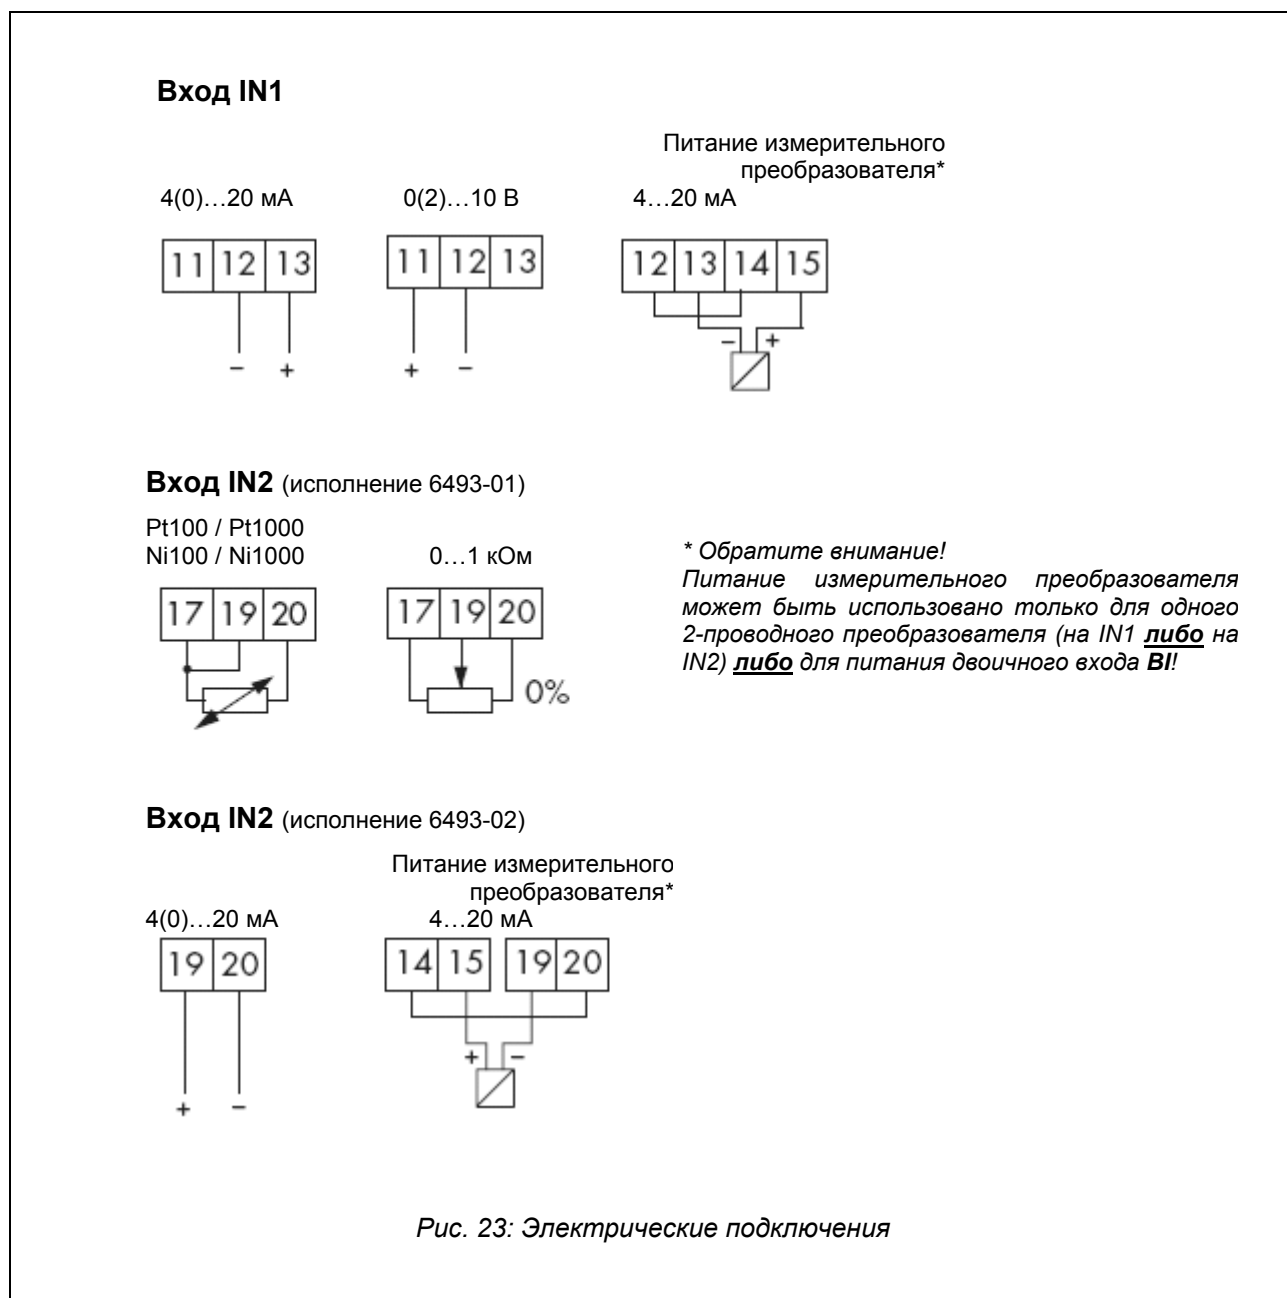 Вход IN1
Питание измерительного
преобразователя*
4(0)…20 мА 0(2)…10 В 4…20 мА
11 12 13 11 12 13 12 13 14 15
− +
− + + −
Вход IN2 (исполнение 6493-01)
Pt100 / Pt1000
Ni100 / Ni1000 0…1 кОм
17 19 20 17 19 20
0%
* Обратите внимание!
Питание измерительного преобразователя
может быть использовано только для одного
2-проводного преобразователя (на IN1 либо на
IN2) либо для питания двоичного входа BI!
Вход IN2 (исполнение 6493-02)
Питание измерительного
преобразователя*
4(0)…20 мА 4…20 мА
19 20 14 15 19 20
+ −
+ −
Рис. 23: Электрические подключения